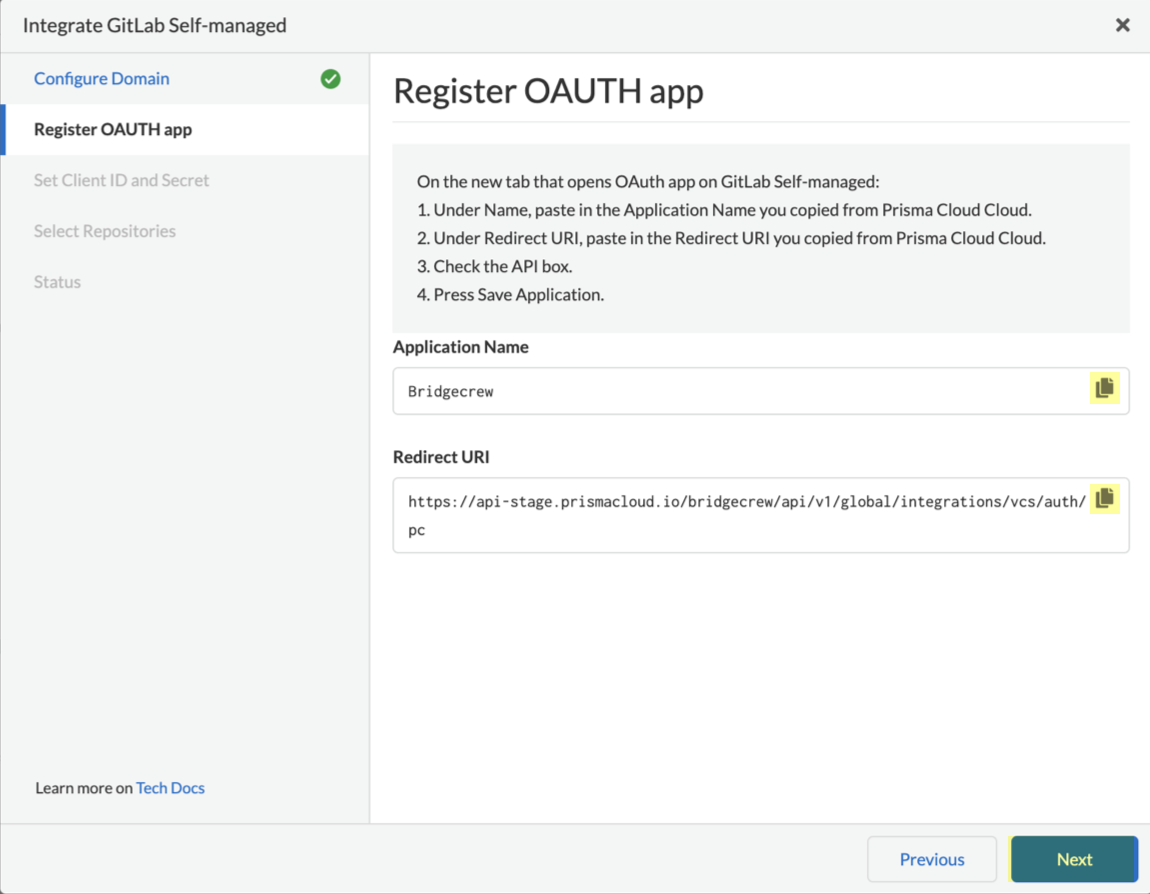 Integrate GitLab Self-managed
Configure Domain
Register OAUTH app
Set Client ID and Secret
Select Repositories
Status
Learn more on Tech Docs
Register OAUTH app
On the new tab that opens OAuth app on GitLab Self-managed:
1. Under Name, paste in the Application Name you copied from Prisma Cloud Cloud.
2. Under Redirect URI, paste in the Redirect URI you copied from Prisma Cloud Cloud.
3. Check the API box.
4. Press Save Application.
Application Name
Bridgecrew
Redirect URI
https://api-stage.prismacloud.io/bridgecrew/api/v1/global/integrations/vcs/auth/
pc
Previous
Next